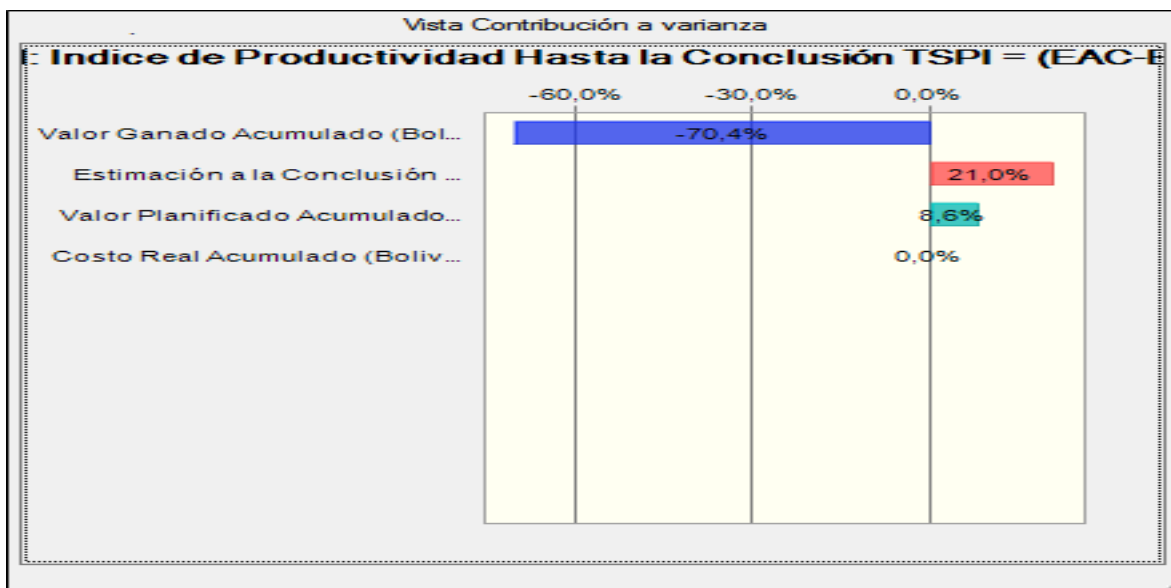 Vista Contribución a varianza
: Indice de Productividad Hasta la Conclusión TSPI = (EAC-E
-60,0% -30,0% 0,0%
Valor Ganado Acumulado (Bol... -70,4%
Estimación a la Conclusión ... 21,0%
Valor Planificado Acumulado... 8,6%
Costo Real Acumulado (Boliv... 0,0%